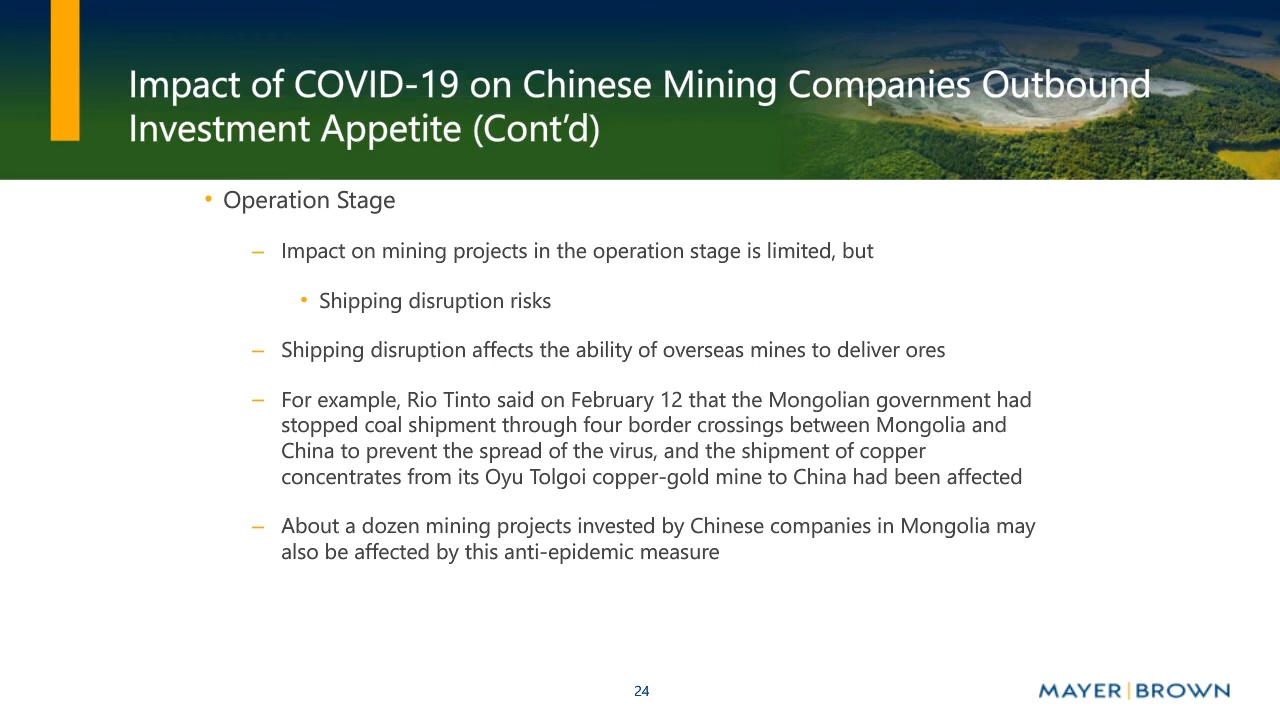 Impact of COVID-19 on Chinese Mining Companies Outbound
Investment Appetite (Cont’d)
• Operation Stage
– Impact on mining projects in the operation stage is limited, but
• Shipping disruption risks
– Shipping disruption affects the ability of overseas mines to deliver ores
– For example, Rio Tinto said on February 12 that the Mongolian government had
stopped coal shipment through four border crossings between Mongolia and
China to prevent the spread of the virus, and the shipment of copper
concentrates from its Oyu Tolgoi copper-gold mine to China had been affected
– About a dozen mining projects invested by Chinese companies in Mongolia may
also be affected by this anti-epidemic measure
24
MAYER | BROWN